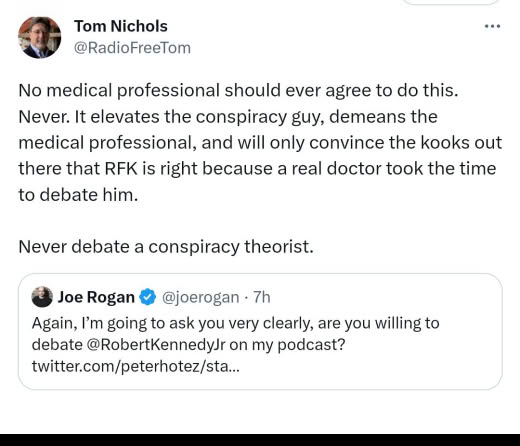 Tom Nichols
@RadioFreeTom
No medical professional should ever agree to do this.
Never. It elevates the conspiracy guy, demeans the
medical professional, and will only convince the kooks out
there that RFK is right because a real doctor took the time
to debate him.
Never debate a conspiracy theorist.
Joe Rogan @joerogan · 7h
Again, I'm going to ask you very clearly, are you willing to
debate @RobertKennedyJr on my podcast?
twitter.com/peterhotez/sta...